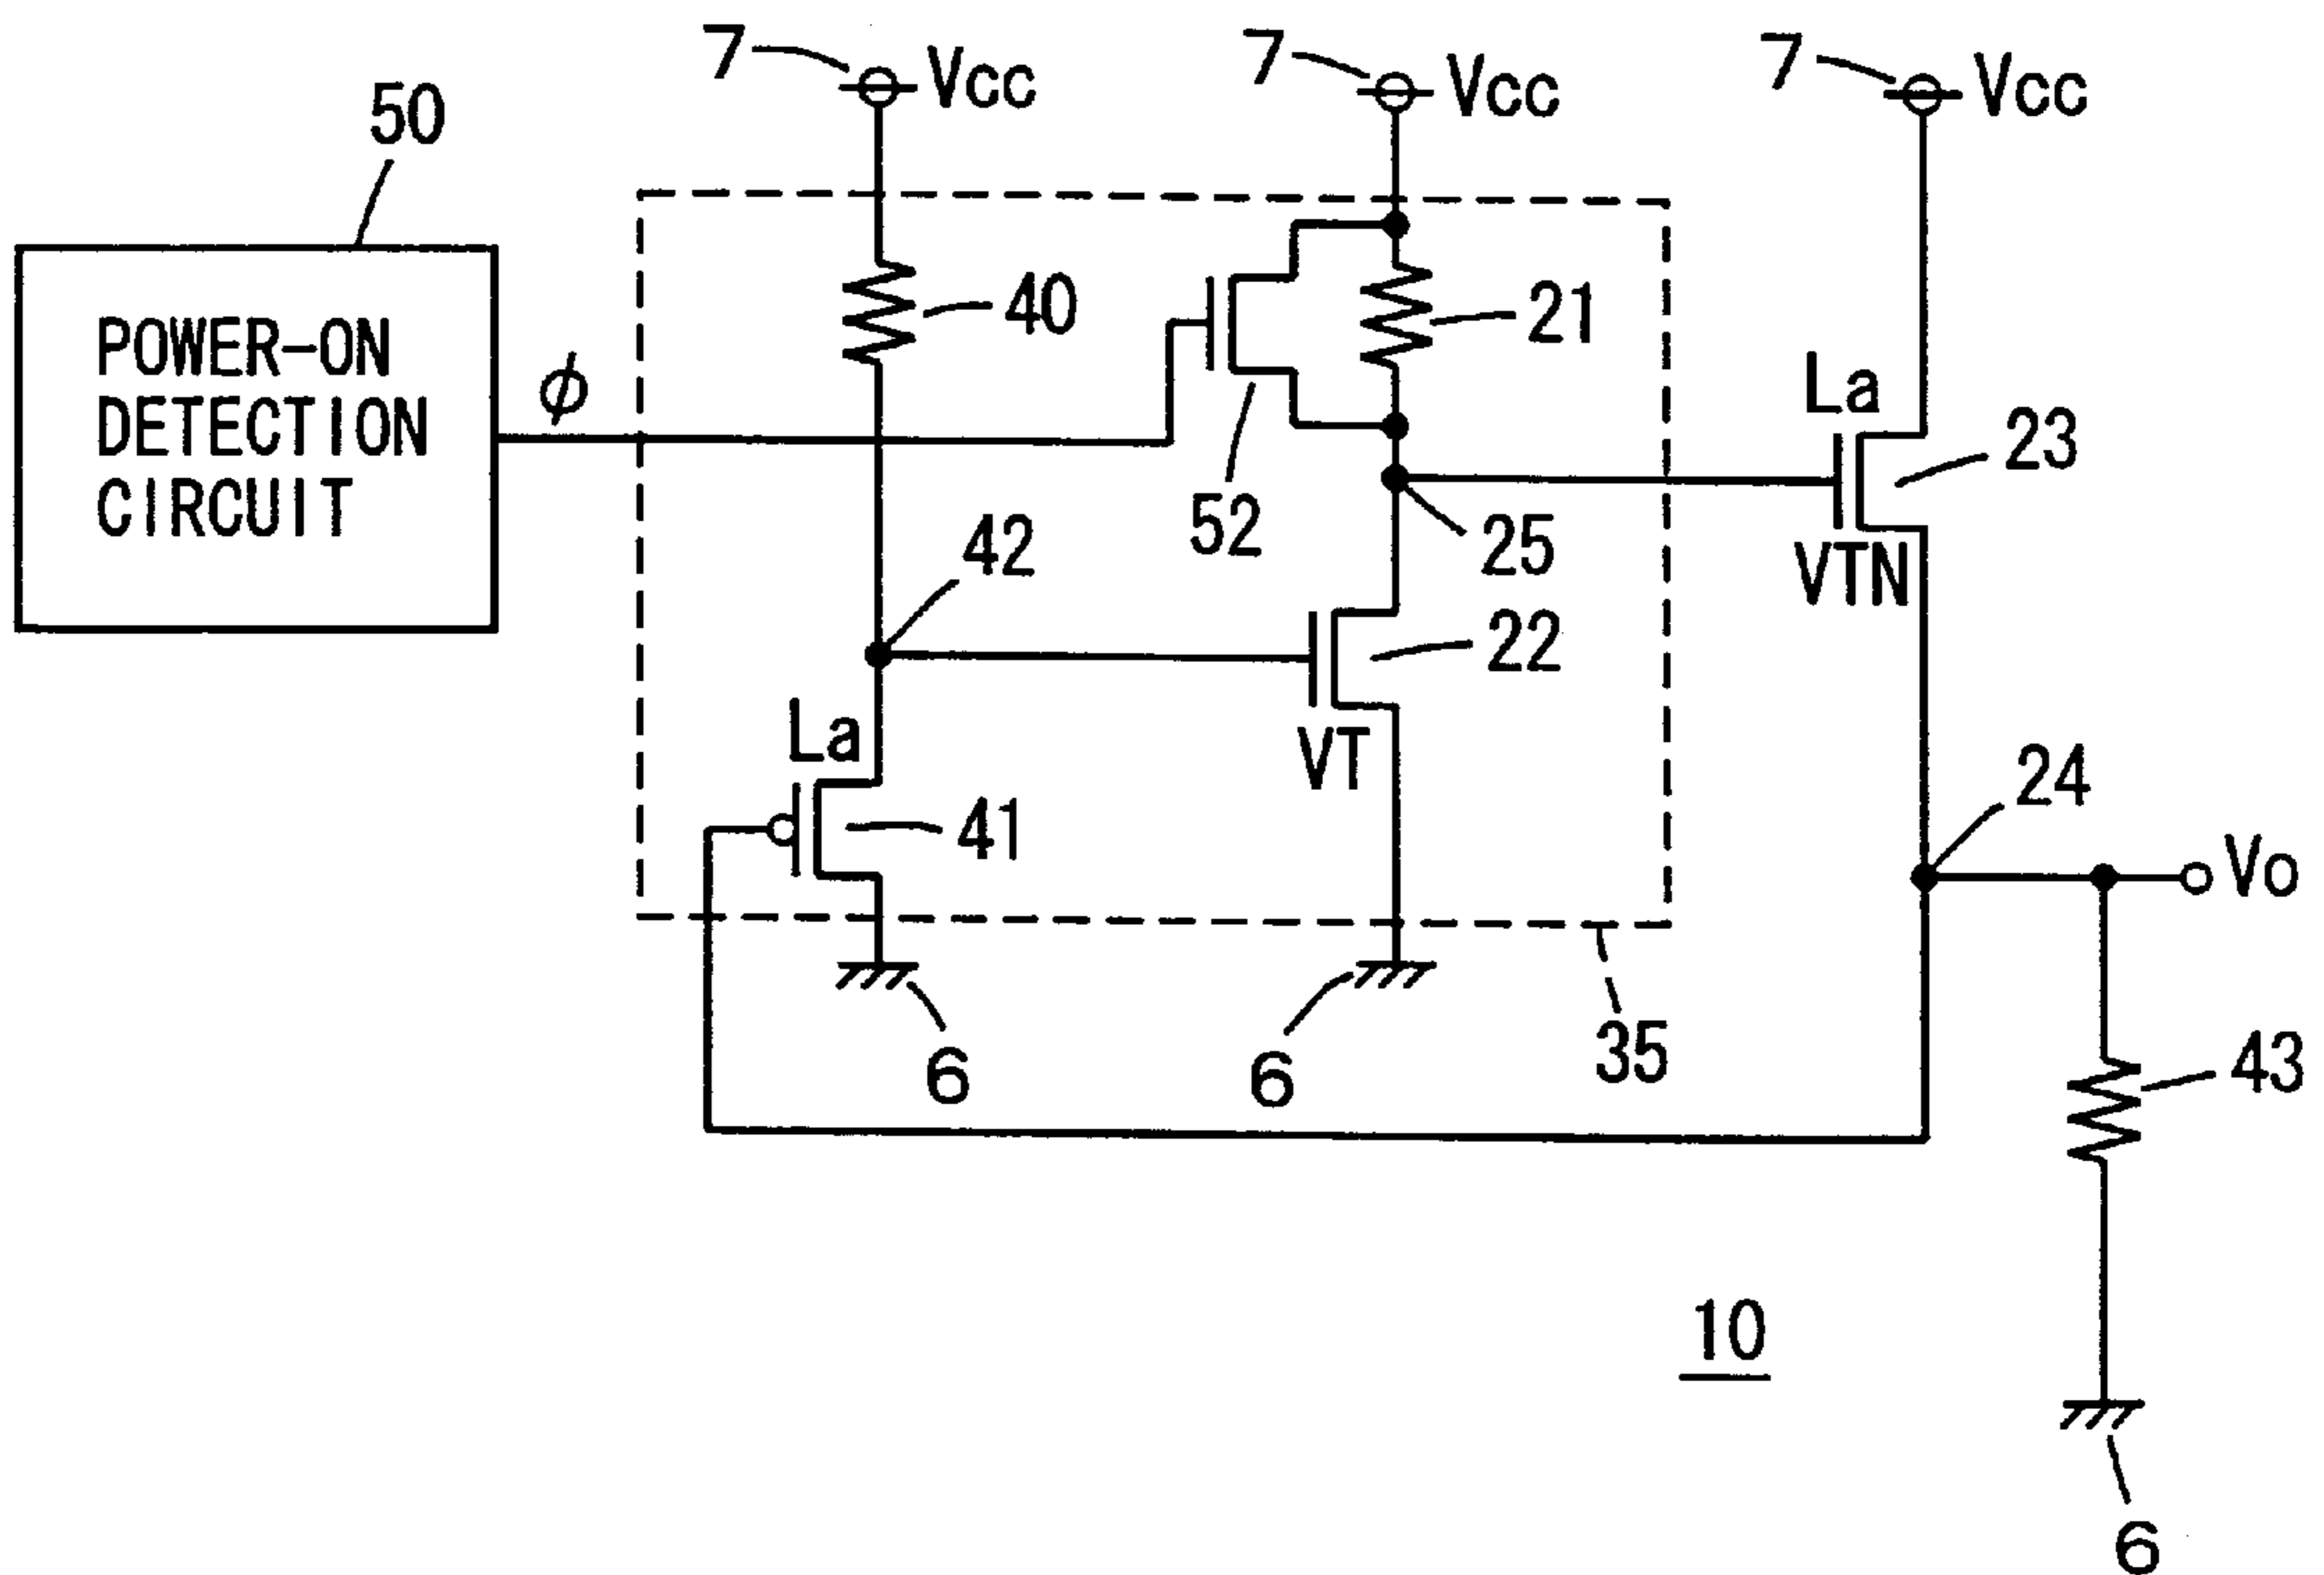 7 Vcc
7 Vcc
7 Vcc
50
POWER-ON
DETECTION
CIRCUIT
ϕ
40
21
La
23
52
42
25
VTN
22
La
VT
41
24
Vo
6
6
35
43
10
6